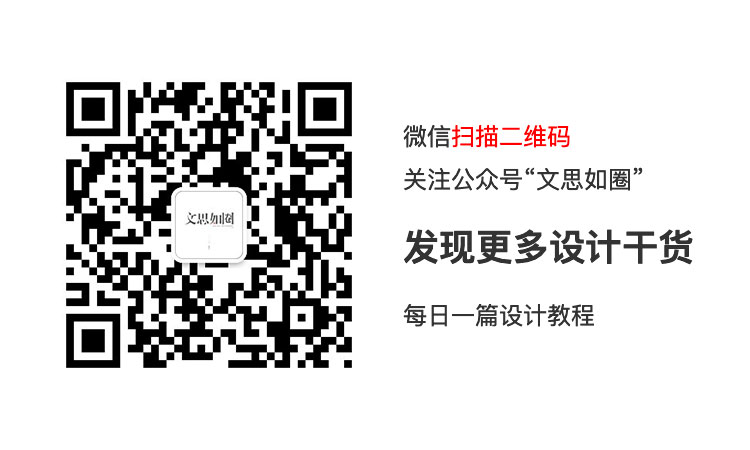 文思如圈
微信扫描二维码
关注公众号“文思如圈”
发现更多设计干货
每日一篇设计教程